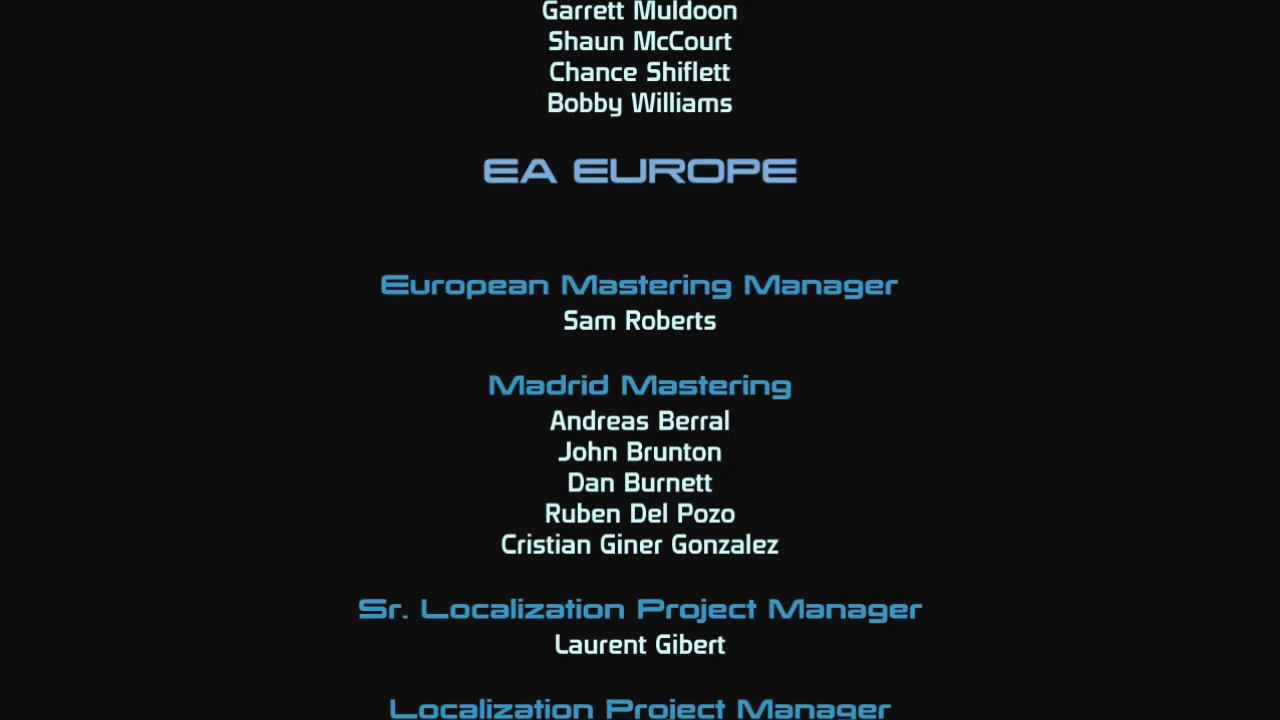 Garrett Muldoon
Shaun McCourt
Chance Shiflett
Bobby Williams
EA EUROPE
European Mastering Manager
Sam Roberts
Madrid Mastering
Andreas Berral
John Brunton
Dan Burnett
Ruben Del Pozo
Cristian Giner Gonzalez
Sr. Localization Project Manager
Laurent Gibert
Localization Project Manager